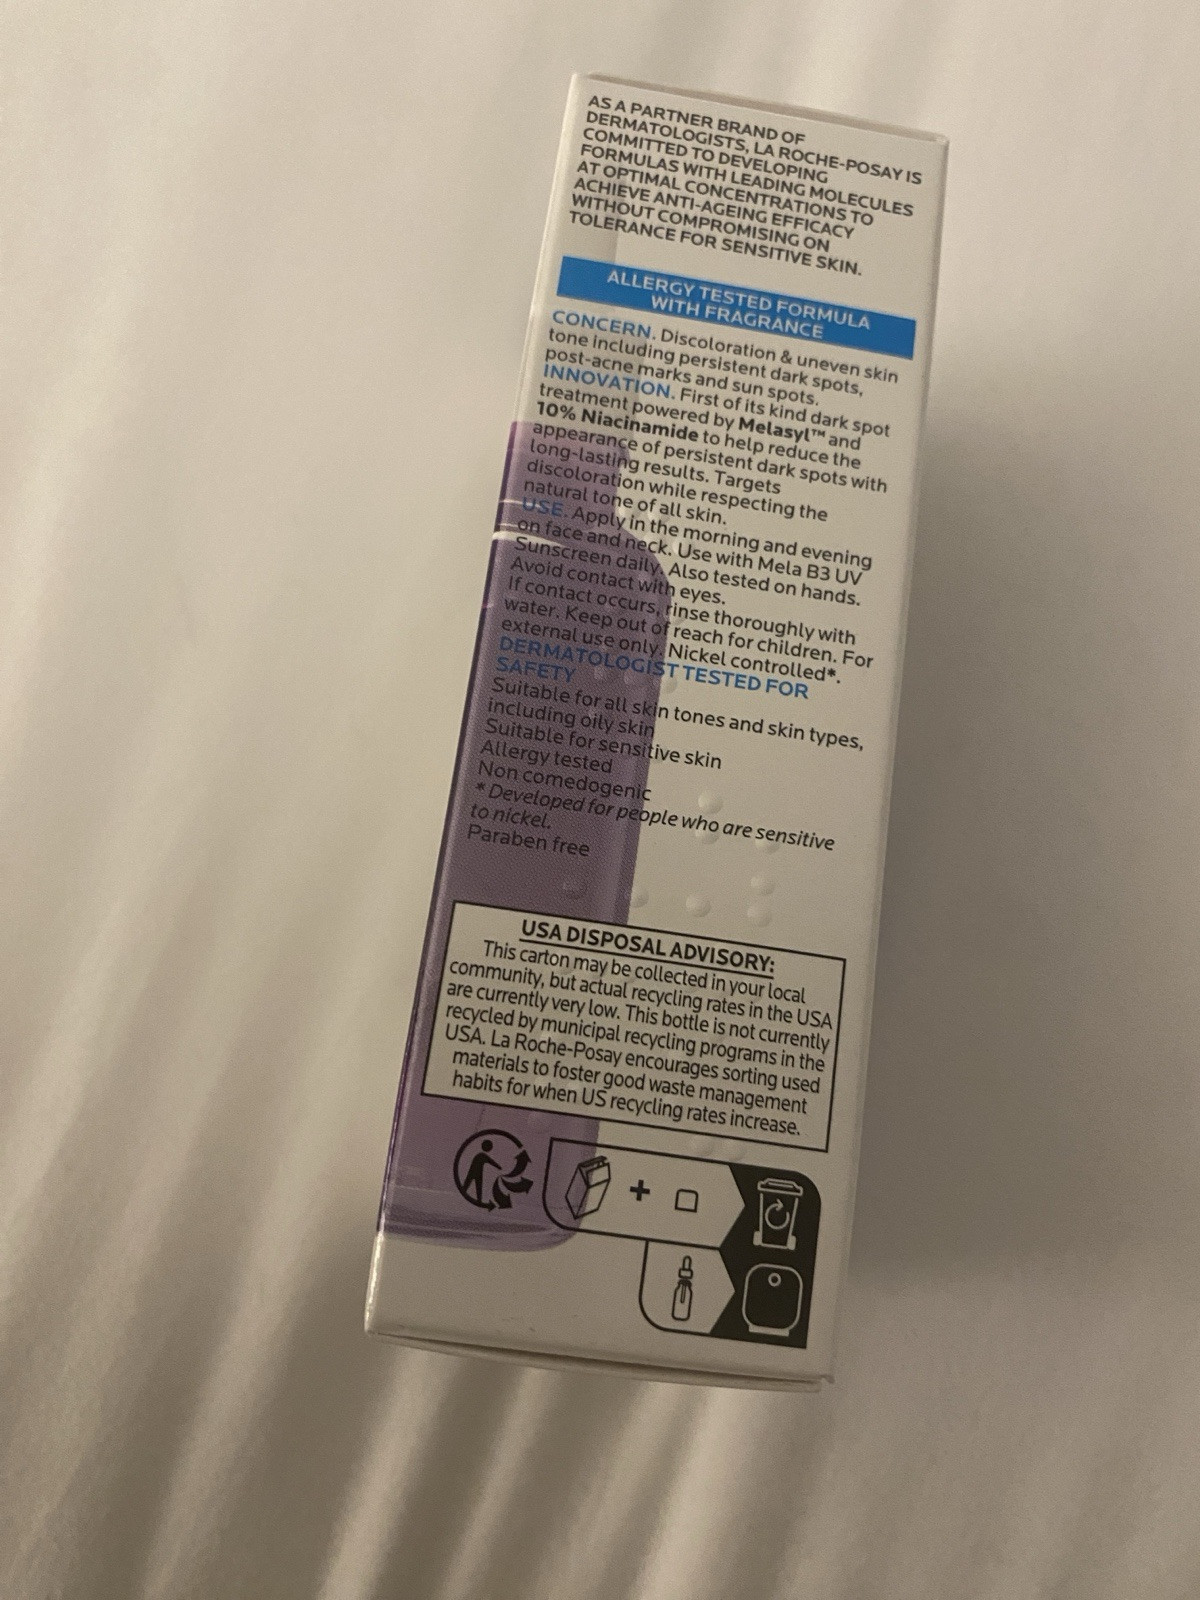 AS A PARTNER BRAND OF
DERMATOLOGISTS, LA ROCHE-POSAY IS
COMMITTED TO DEVELOPING
FORMULAS WITH LEADING MOLECULES
AT OPTIMAL CONCENTRATIONS TO
ACHIEVE ANTI-AGEING EFFICACY
WITHOUT COMPROMISING ON
TOLERANCE FOR SENSITIVE SKIN.
ALLERGY TESTED FORMULA
WITH FRAGRANCE
CONCERN. Discoloration & uneven skin
tone including persistent dark spots,
post-acne marks and sun spots.
INNOVATION. First of its kind dark spot
treatment powered by Melasyl™ and
10% Niacinamide to help reduce the
appearance of persistent dark spots with
long-lasting results. Targets
discoloration while respecting the
natural tone of all skin.
USE. Apply in the morning and evening
on face and neck. Use with Mela B3 UV
Sunscreen daily. Also tested on hands.
Avoid contact with eyes.
If contact occurs, rinse thoroughly with
water. Keep out of reach for children. For
external use only. Nickel controlled*.
DERMATOLOGIST TESTED FOR
SAFETY
Suitable for all skin tones and skin types,
including oily skin
Suitable for sensitive skin
Allergy tested
Non comedogenic
* Developed for people who are sensitive
to nickel.
Paraben free
USA DISPOSAL ADVISORY:
This carton may be collected in your local
community, but actual recycling rates in the USA
are currently very low. This bottle is not currently
recycled by municipal recycling programs in the
USA. La Roche-Posay encourages sorting used
materials to foster good waste management
habits for when US recycling rates increase.
+